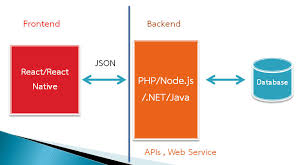 Frontend
Backend
React/React
Native
JSON
PHP/Node.js
/.NET/Java
Database
APIs , Web Service